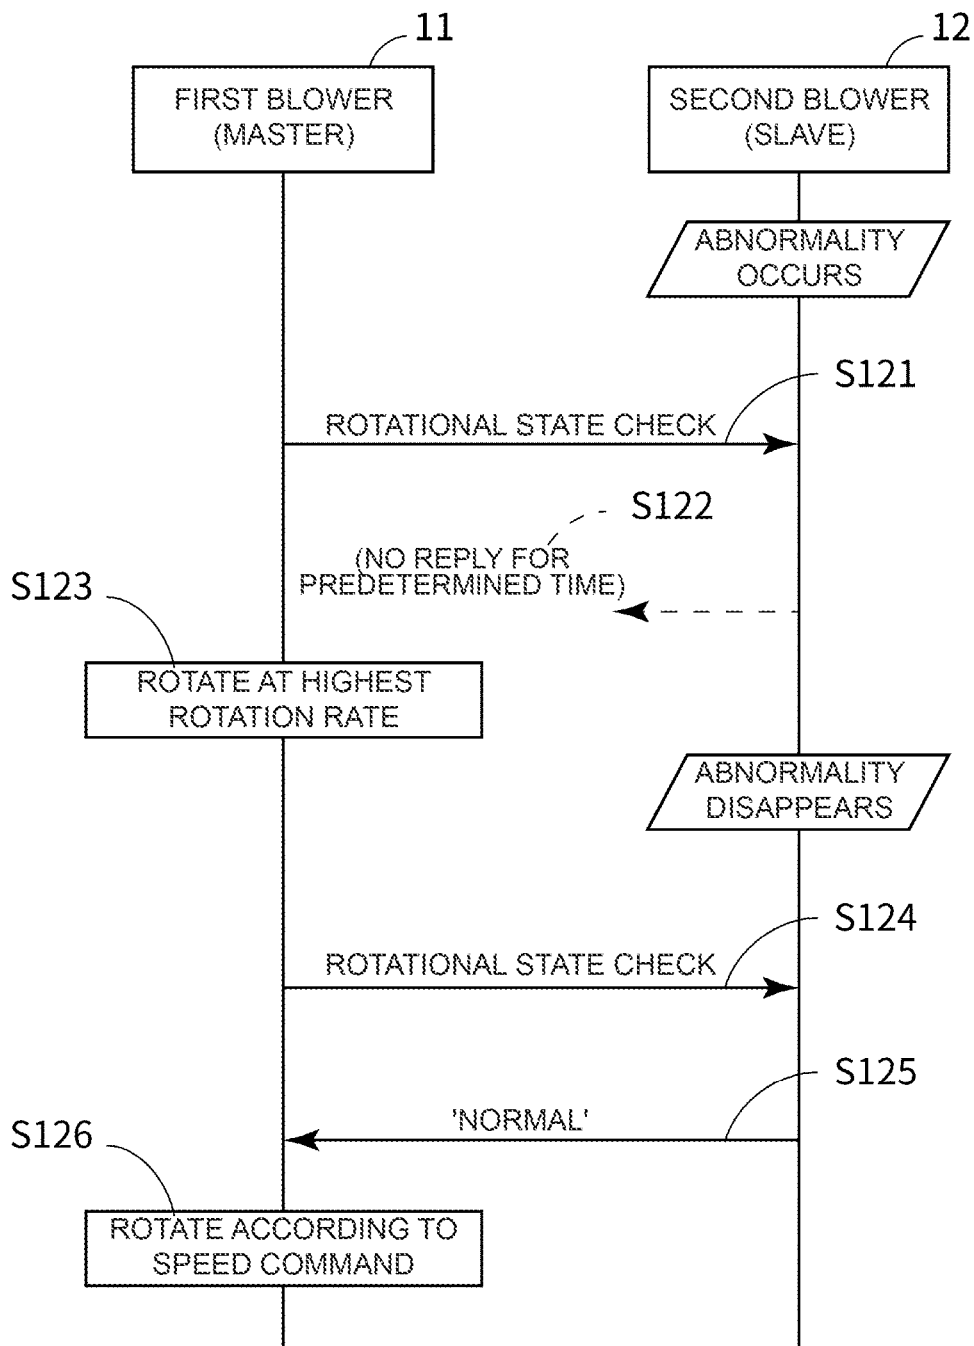 11
12
FIRST BLOWER
(MASTER)
SECOND BLOWER
(SLAVE)
ABNORMALITY
OCCURS
S121
ROTATIONAL STATE CHECK
S122
(NO REPLY FOR
PREDETERMINED TIME)
S123
ROTATE AT HIGHEST
ROTATION RATE
ABNORMALITY
DISAPPEARS
S124
ROTATIONAL STATE CHECK
S125
'NORMAL'
S126
ROTATE ACCORDING TO
SPEED COMMAND